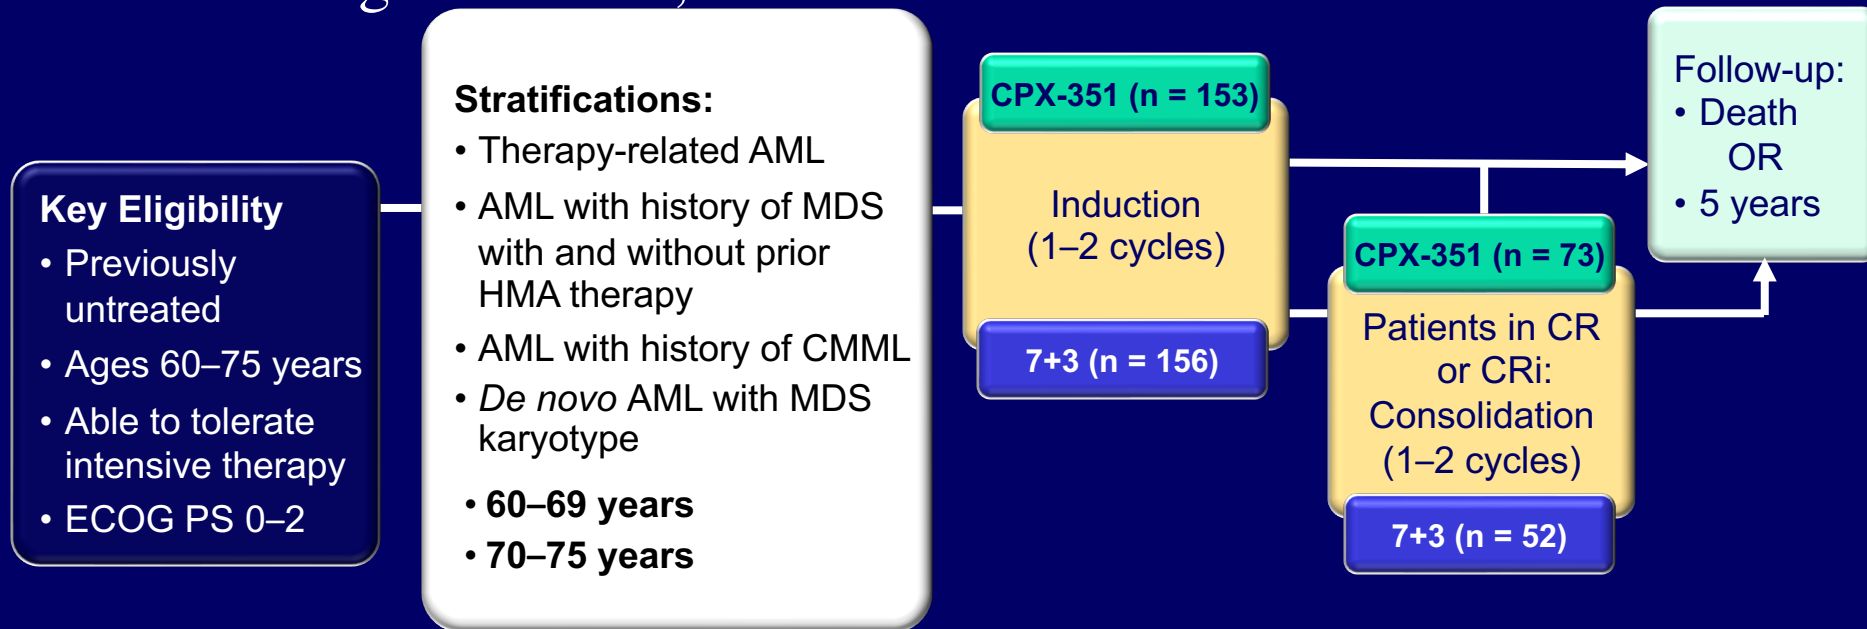 Key Eligibility
• Previously
untreated
• Ages 60–75 years
• Able to tolerate
intensive therapy
• ECOG PS 0–2
Stratifications:
• Therapy-related AML
• AML with history of MDS
with and without prior
HMA therapy
• AML with history of CMML
• De novo AML with MDS
karyotype
• 60–69 years
• 70–75 years
CPX-351 (n = 153)
Induction
(1–2 cycles)
7+3 (n = 156)
CPX-351 (n = 73)
Patients in CR
or CRi:
Consolidation
(1–2 cycles)
7+3 (n = 52)
Follow-up:
• Death
OR
• 5 years